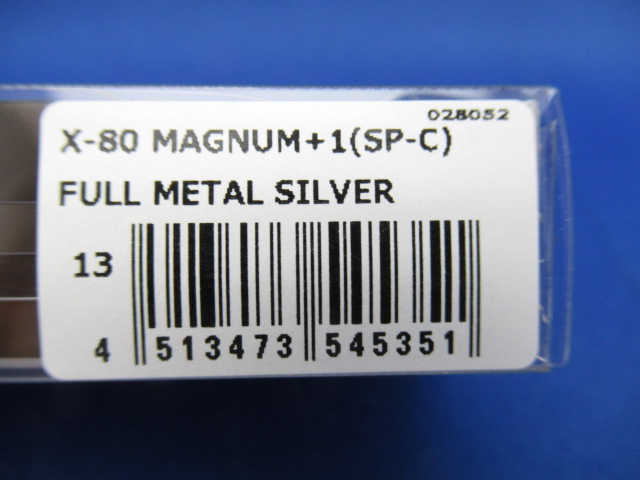 028052
X-80 MAGNUM+1(SP-C)
FULL METAL SILVER
13
4 513473 545351